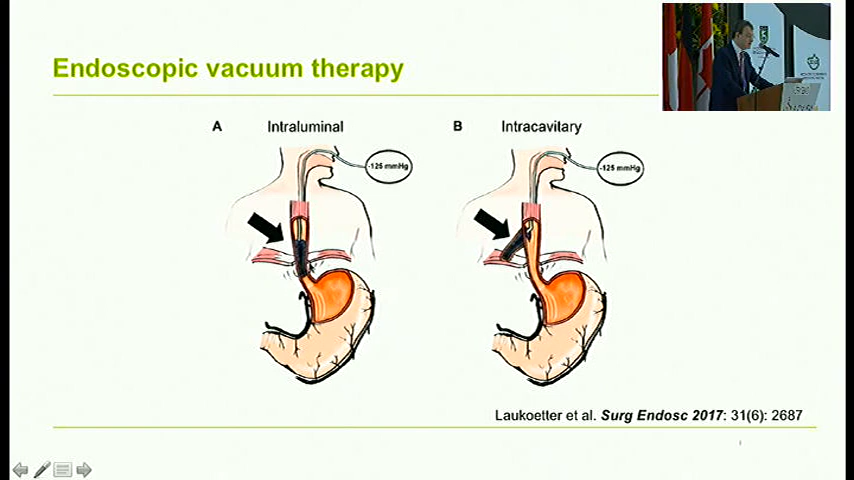 Endoscopic vacuum therapy
A Intraluminal
B Intracavitary
-125 mmHg
-125 mmHg
Laukoetter et al. Surg Endosc 2017: 31(6): 2687